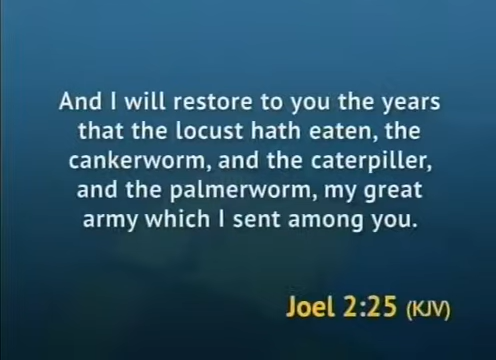 And I will restore to you the years
that the locust hath eaten, the
cankerworm, and the caterpiller,
and the palmerworm, my great
army which I sent among you.
Joel 2:25 (KJV)